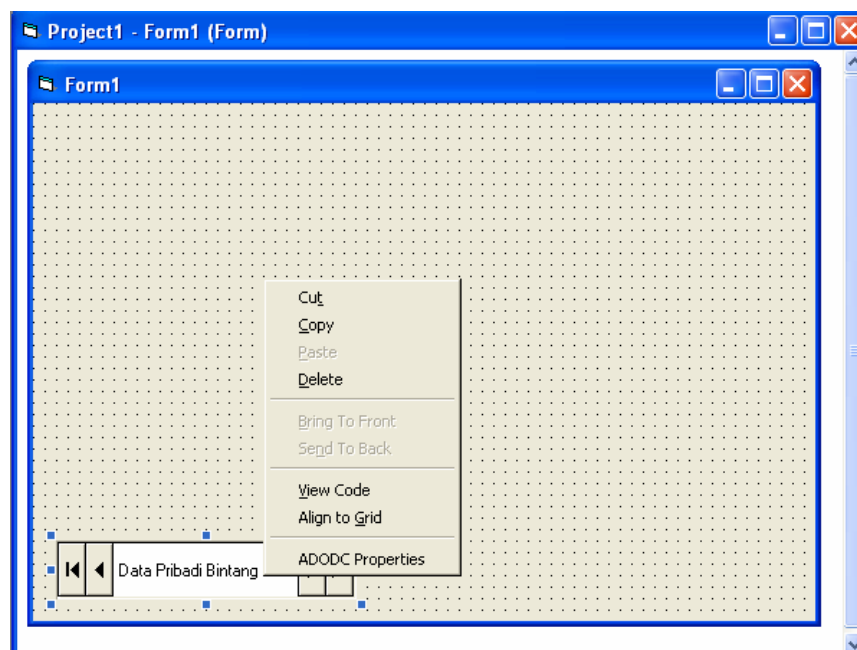 Project1 - Form1 (Form)
Form1
Cut
Copy
Paste
Delete
Bring To Front
Send To Back
View Code
Align to Grid
ADODC Properties
Data Pribadi Bintang